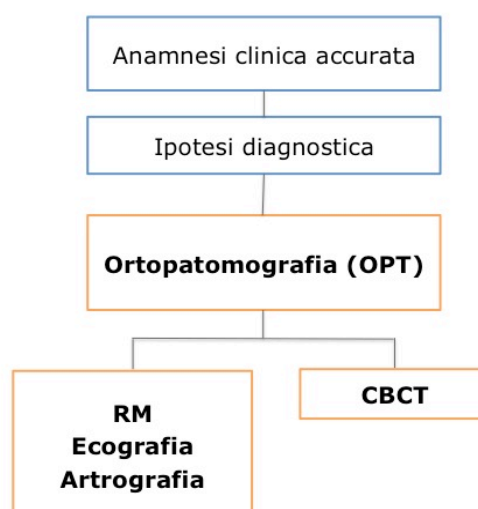 Anamnesi clinica accurata
Ipotesi diagnostica
Ortopatomografia (OPT)
RM
Ecografia
Artrografia
CBCT